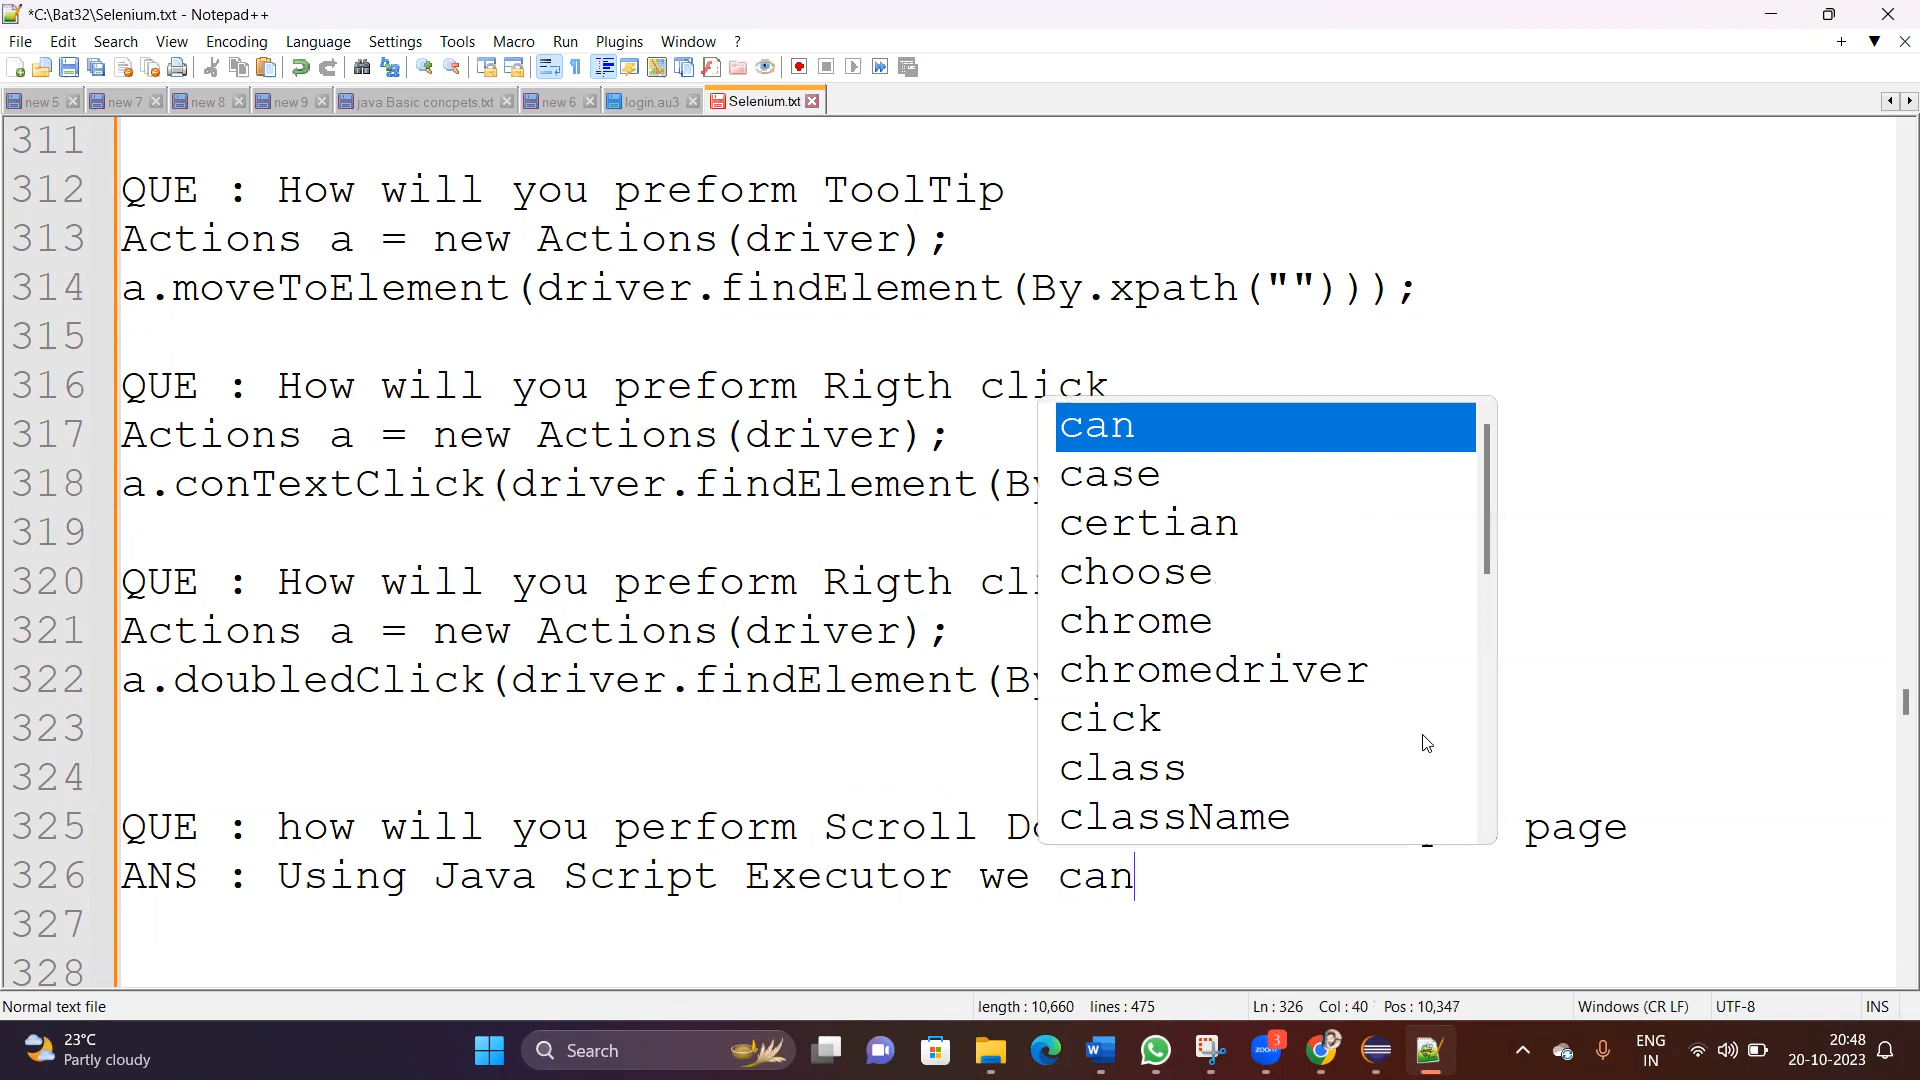 *C:\Bat32\Selenium.txt - Notepad++
File Edit Search View Encoding Language Settings Tools Macro Run Plugins Window ?
new 5 new 7 new 8 new 9 java Basic concpets.txt new 6 login.au3 Selenium.txt
311
312 QUE : How will you preform ToolTip
313 Actions a = new Actions(driver);
314 a.moveToElement(driver.findElement(By.xpath("")));
315
316 QUE : How will you preform Rigth click
317 Actions a = new Actions(driver);
318 a.conTextClick(driver.findElement(By
319
320 QUE : How will you preform Rigth cli
321 Actions a = new Actions(driver);
322 a.doubledClick(driver.findElement(By
323
324
325 QUE : how will you perform Scroll Do page
326 ANS : Using Java Script Executor we can
327
328
can
case
certian
choose
chrome
chromedriver
cick
class
className
Normal text file length : 10,660 lines : 475 Ln : 326 Col : 40 Pos : 10,347 Windows (CR LF) UTF-8 INS
23°C
Partly cloudy
Search
zoom
3
ENG
IN
20:48
20-10-2023